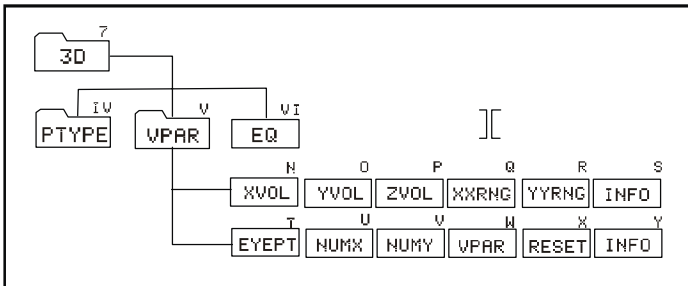 7
3D
IV V VI
PTYPE VPAR EQ
N O P Q R S
XVOL YVOL ZVOL XXRNG YYRNG INFO
T U V W X Y
EYEPT NUMX NUMY VPAR RESET INFO